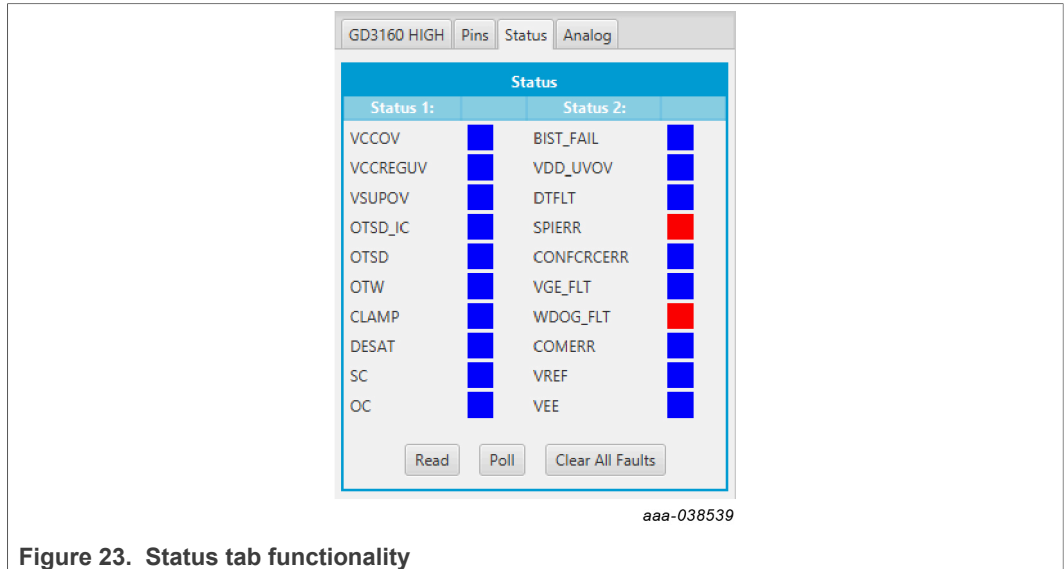 GD3160 HIGH Pins Status Analog
Status
Status 1: Status 2:
VCCOV BIST_FAIL
VCCREGUV VDD_UVOV
VSUPOV DTFLT
OTSD_IC SPIERR
OTSD CONFCRCERR
OTW VGE_FLT
CLAMP WDOG_FLT
DESAT COMERR
SC VREF
OC VEE
Read Poll Clear All Faults
aaa-038539
Figure 23. Status tab functionality